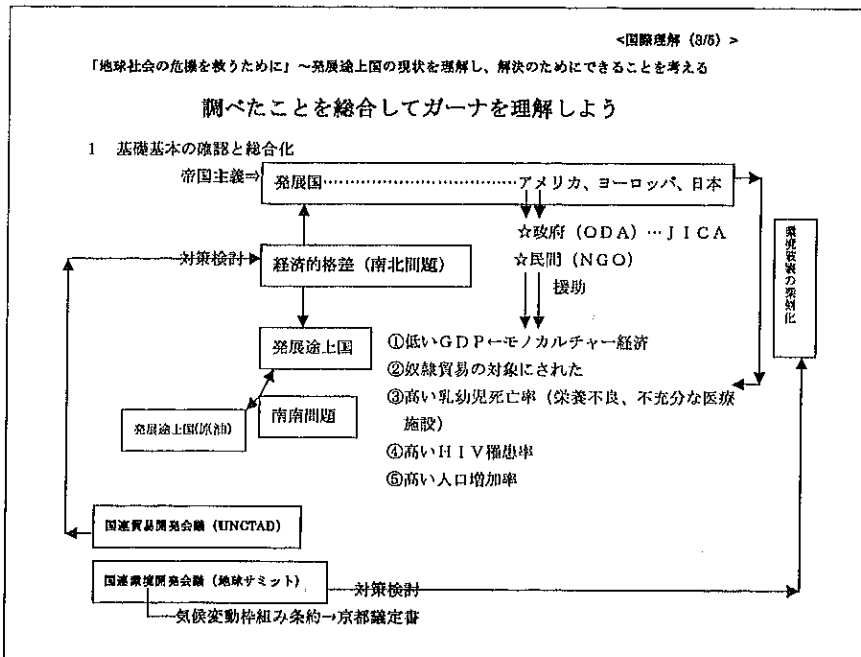 <国際理解(3/5)>
「地球社会の危機を救うために」~発展途上国の現状を理解し、解決のためにできることを考える
調べたことを総合してガーナを理解しよう
1 基礎基本の確認と総合化
帝国主義⇒ 発展国………………………………アメリカ、ヨーロッパ、日本
☆政府(ODA)…JICA
対策検討 経済的格差(南北問題) ☆民間(NGO)
援助
環境破壊の深刻化
発展途上国 ①低いGDP←モノカルチャー経済
②奴隷貿易の対象にされた
③高い乳幼児死亡率(栄養不良、不充分な医療
発展途上国(原油) 南南問題 施設)
④高いHIV罹患率
⑤高い人口増加率
国連貿易開発会議(UNCTAD)
国連環境開発会議(地球サミット) 対策検討
気候変動枠組み条約→京都議定書